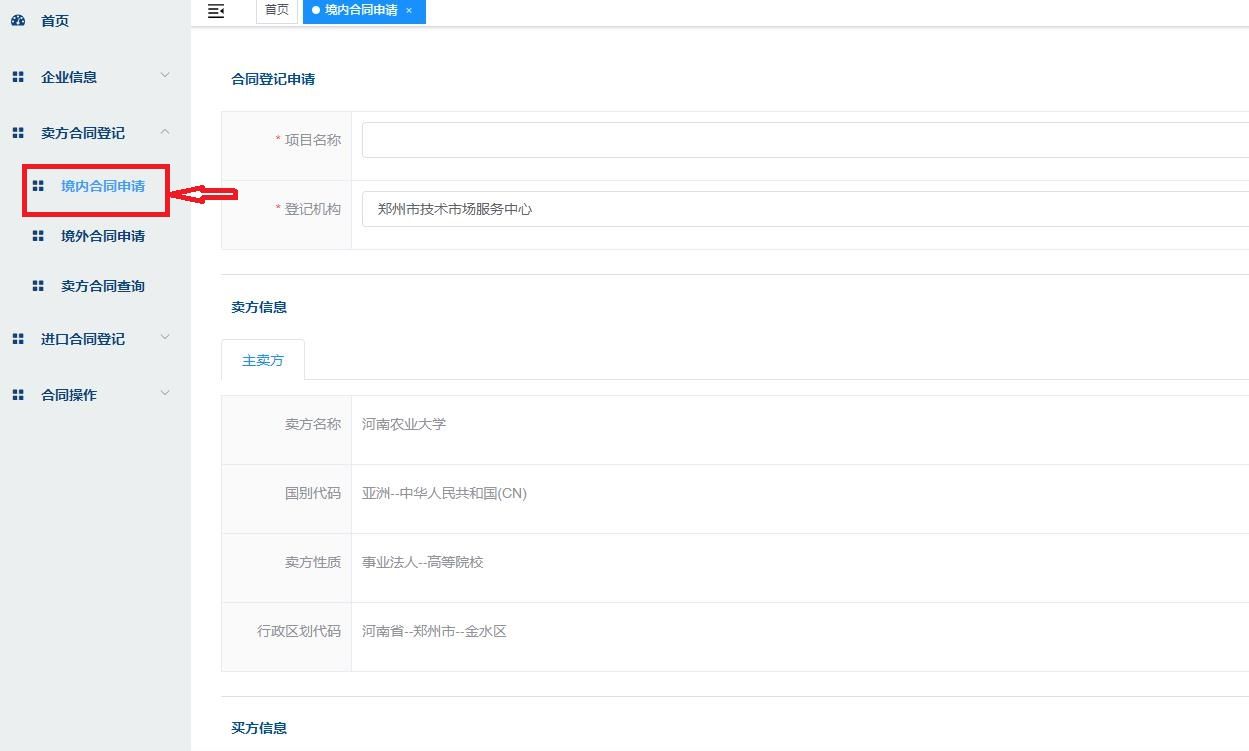 首页
企业信息
卖方合同登记
境内合同申请
境外合同申请
卖方合同查询
进口合同登记
合同操作
首页
境内合同申请 ×
合同登记申请
* 项目名称
* 登记机构 郑州市技术市场服务中心
卖方信息
主卖方
卖方名称 河南农业大学
国别代码 亚洲--中华人民共和国(CN)
卖方性质 事业法人--高等院校
行政区划代码 河南省--郑州市--金水区
买方信息